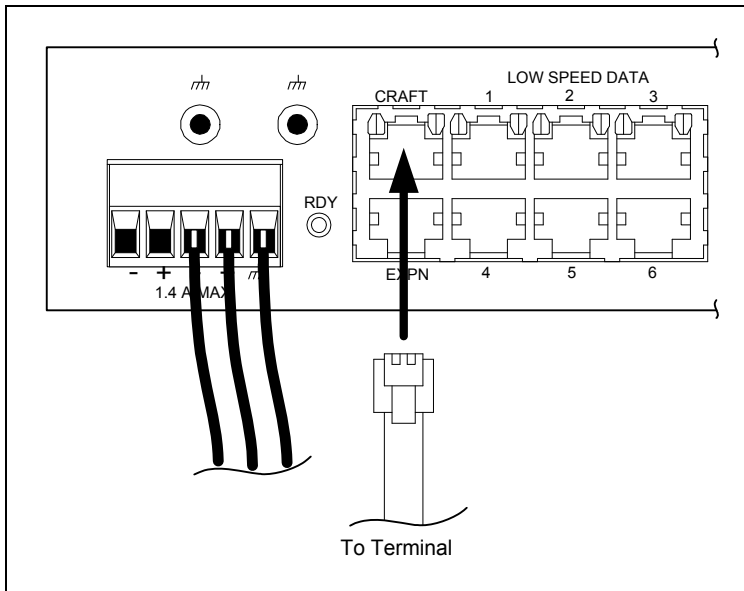 LOW SPEED DATA
CRAFT 1 2 3
RDY
- + - +
EXPN 4 5 6
1.4 A MAX
To Terminal